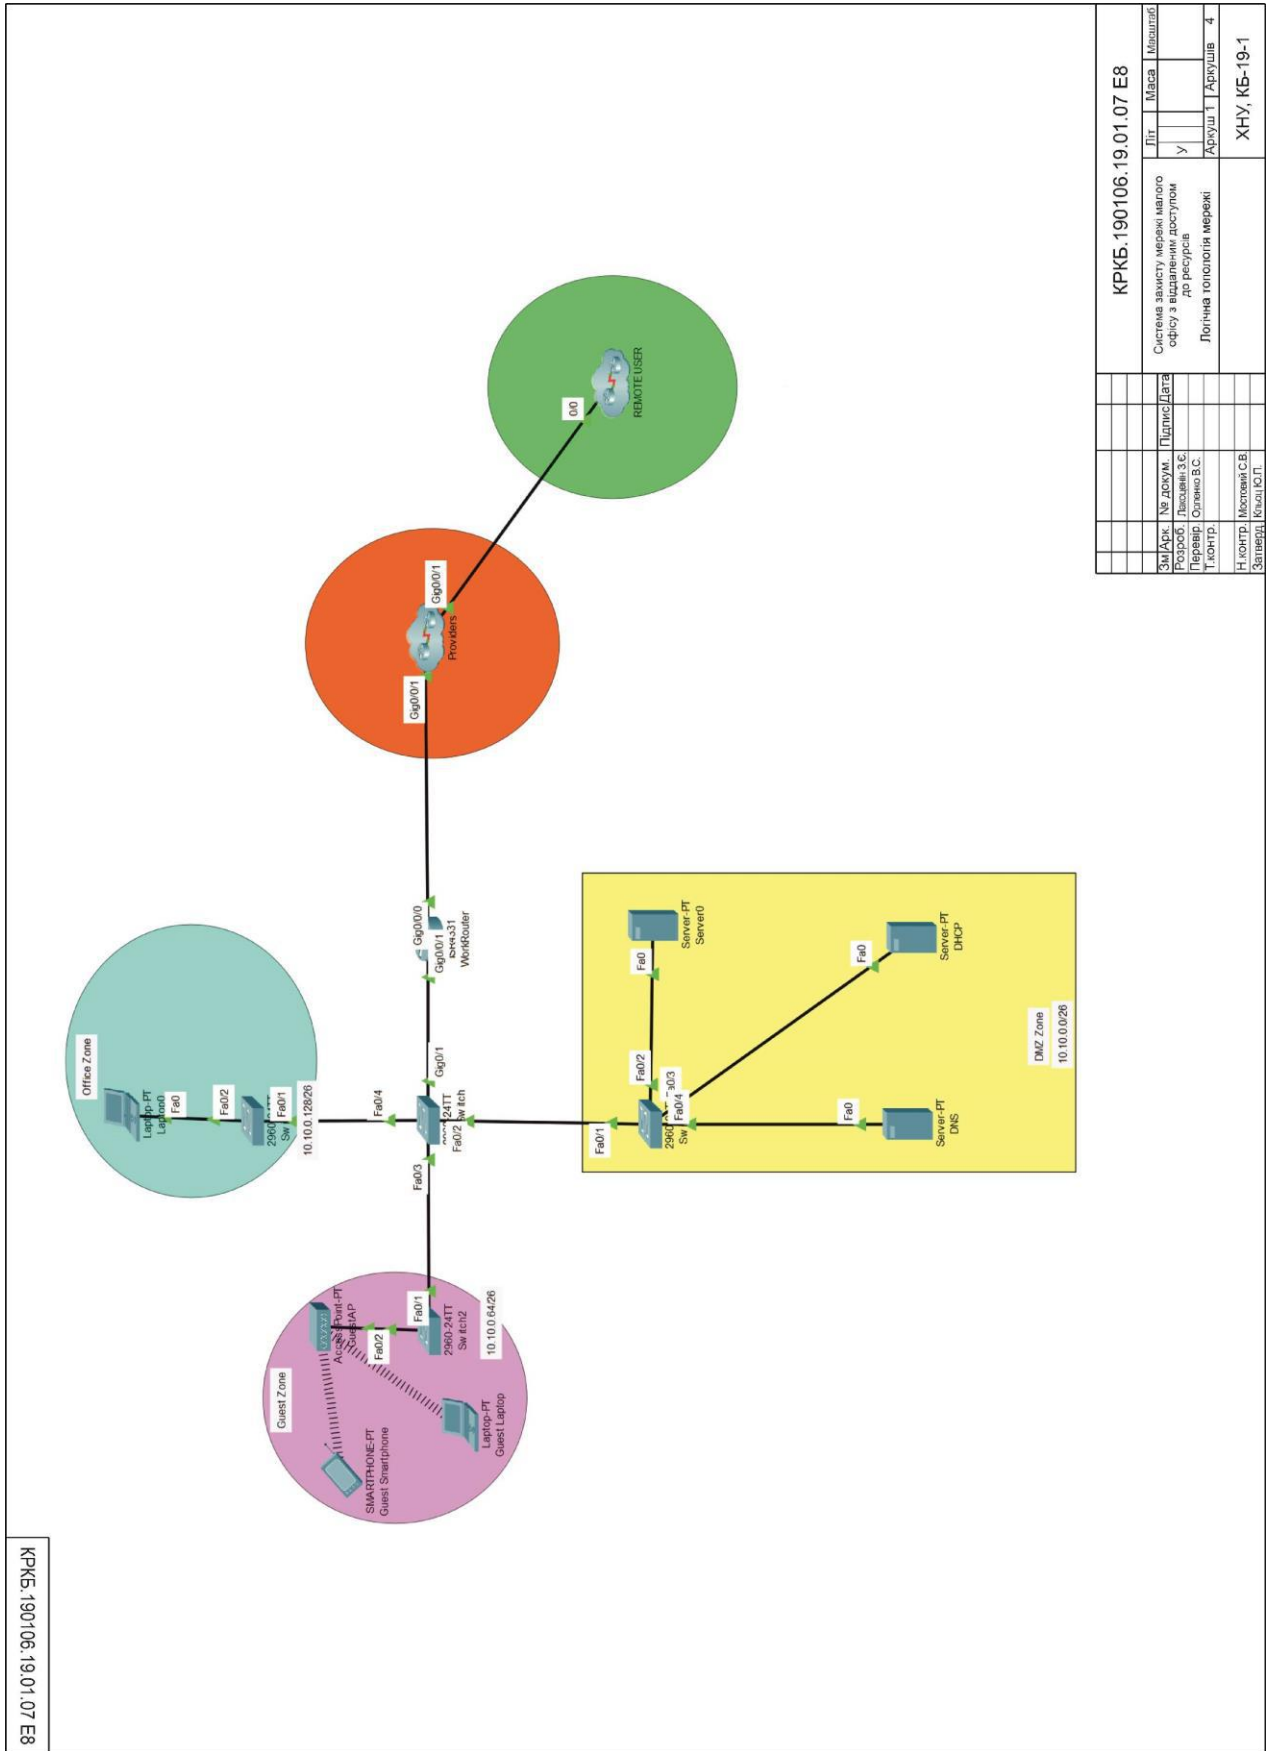 КРКБ.190106.19.01.07 Е8
Guest Zone
SMARTPHONE-PT
Guest Smartphone
GuestAP
Fa0/2
Fa0/1
2960-24TT
Switch2
10.10.0.64/26
Laptop-PT
Guest Laptop
Office Zone
Laptop-PT
Laptop0
Fa0
Fa0/2
Fa0/1
10.10.0.128/26
Fa0/4
Fa0/3
Fa0/2
Switch
Gig0/1
Gig0/0/1
Gig0/0/0
WorkRouter
Gig0/0/1
Providers
Gig0/0/1
0/0
REMOTE USER
Fa0/1
Fa0/2
Fa0/4
Fa0
Server-PT
Server0
Fa0
Server-PT
DHCP
Fa0
Server-PT
DNS
DMZ Zone
10.10.0.0/26
КРКБ.190106.19.01.07 Е8
Зм. Арк. № докум. Підпис Дата
Розроб.
Перевір. Орленко В.С.
Т.контр.
Н.контр. Мостовий С.В.
Затверд. Кльоц Ю.П.
Система захисту мережі малого
офісу з віддаленим доступом
до ресурсів
Логічна топологія мережі
Літ Маса Масштаб
У
Аркуш 1 Аркушів 4
ХНУ, КБ-19-1